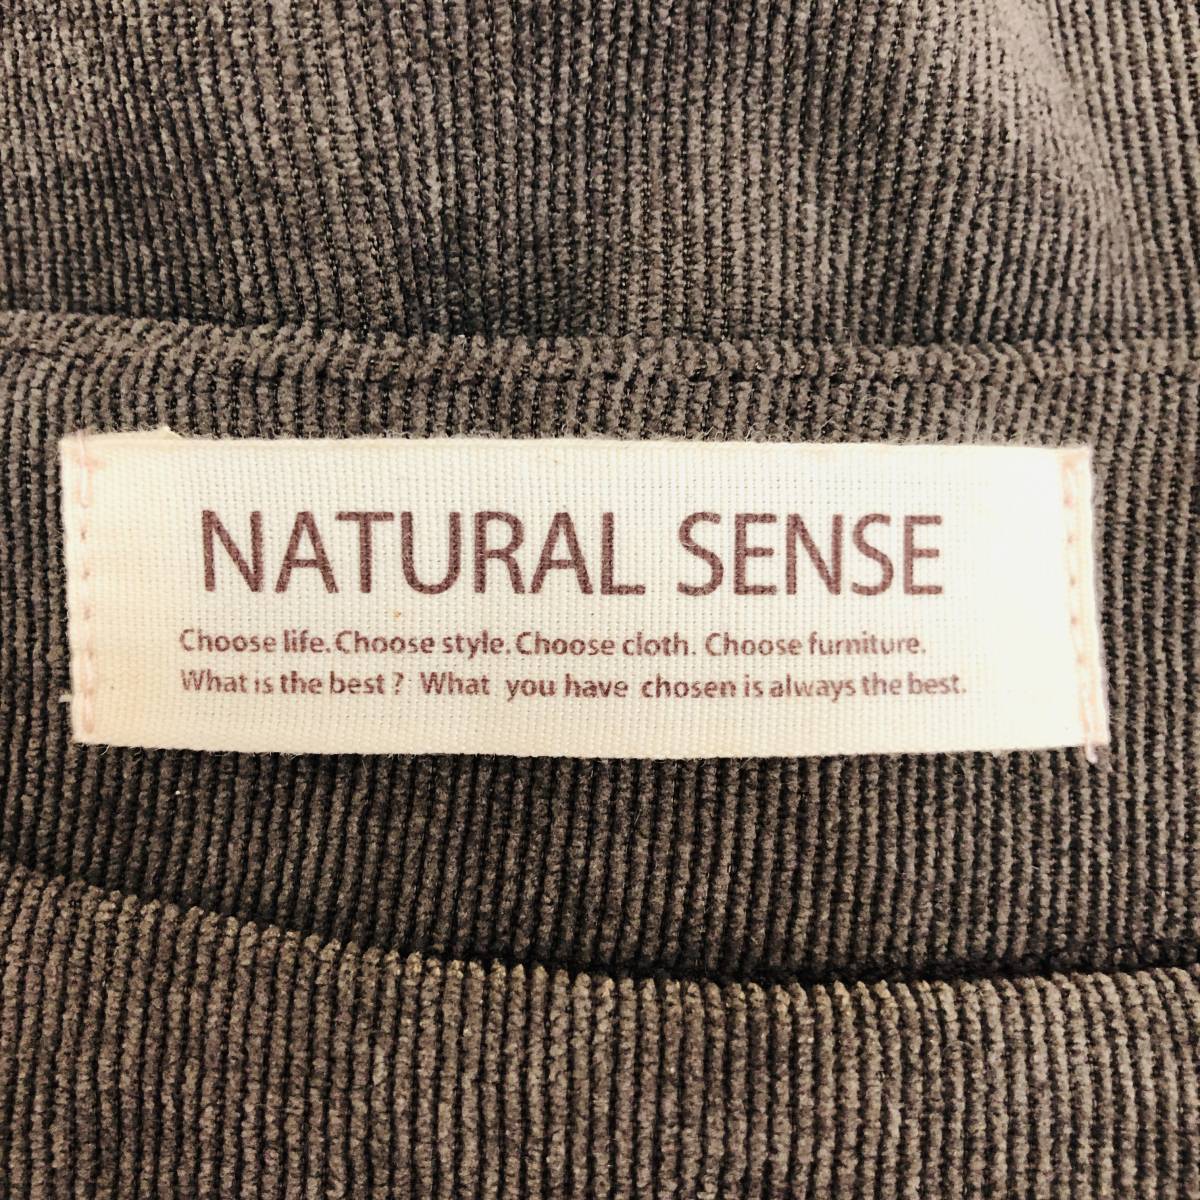 NATURAL SENSE
Choose life. Choose style. Choose cloth. Choose furniture.
What is the best ? What you have chosen is always the best.